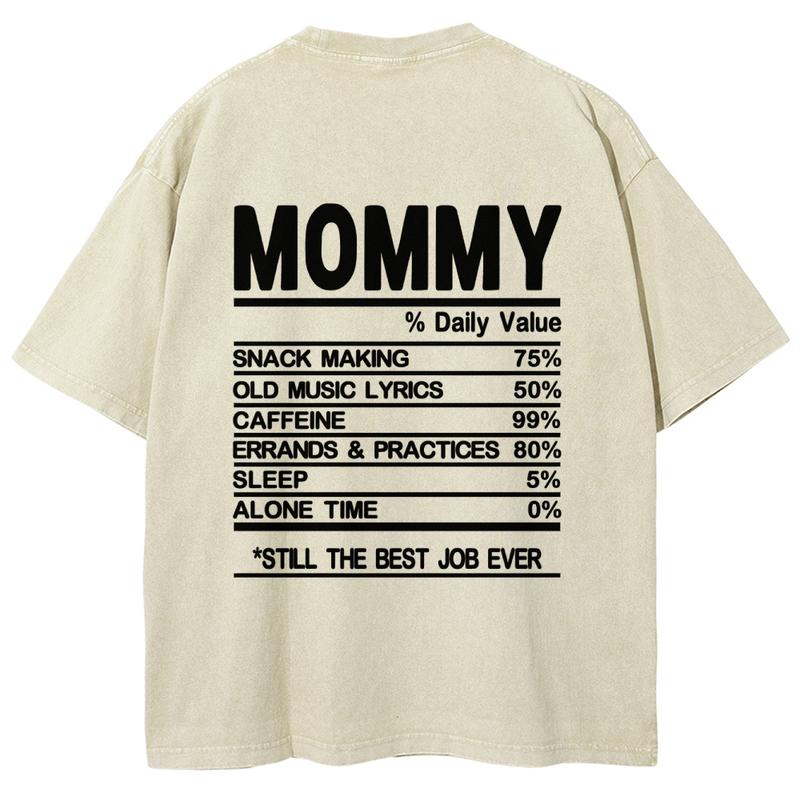 MOMMY
% Daily Value
SNACK MAKING 75%
OLD MUSIC LYRICS 50%
CAFFEINE 99%
ERRANDS & PRACTICES 80%
SLEEP 5%
ALONE TIME 0%
*STILL THE BEST JOB EVER